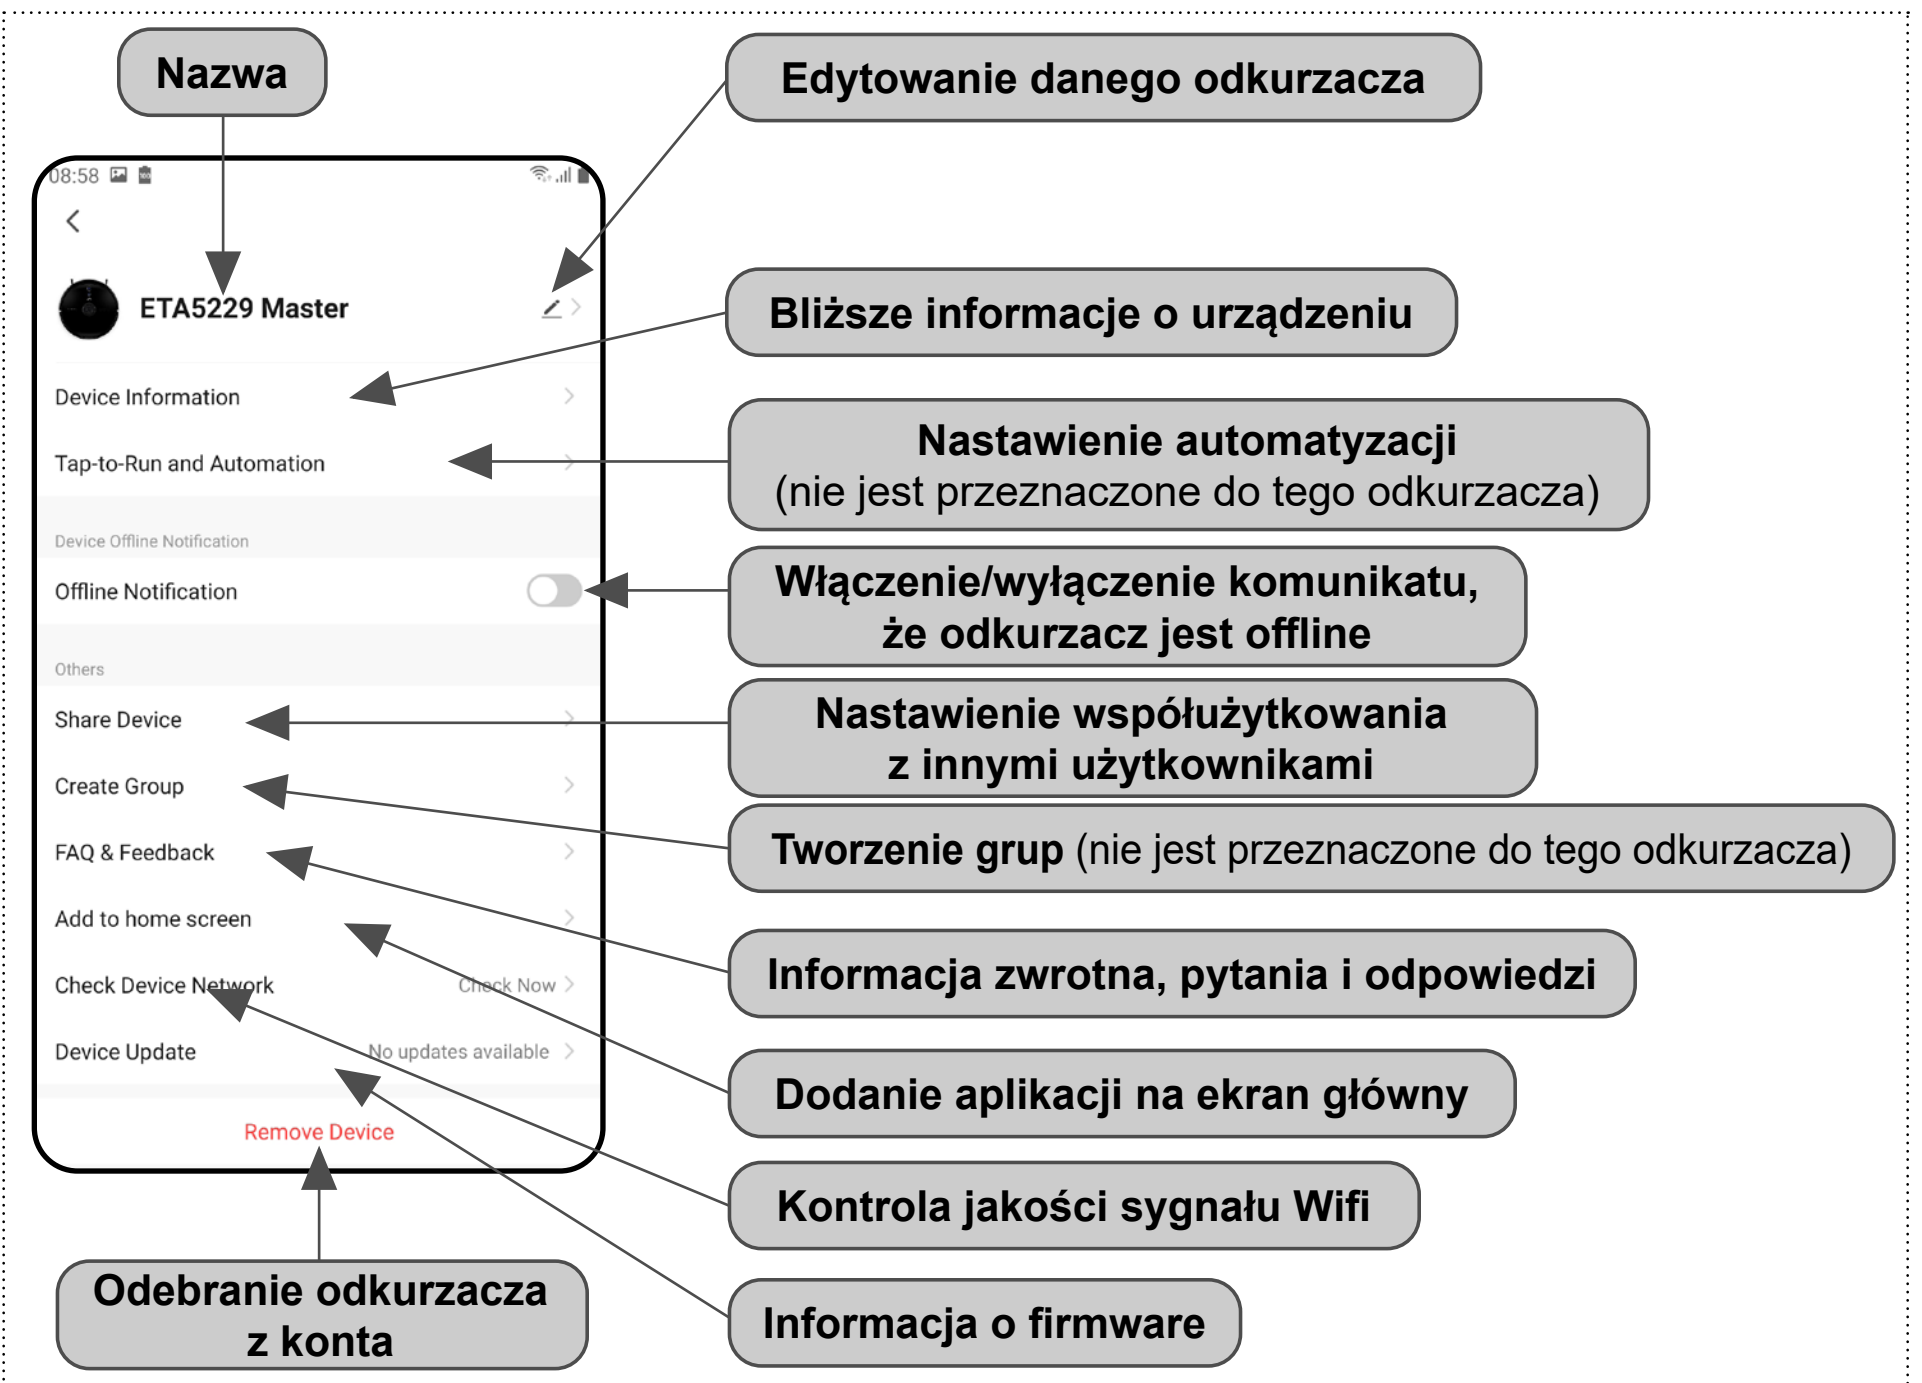 Nazwa
Edytowanie danego odkurzacza
08:58
ETA5229 Master
Bliższe informacje o urządzeniu
Device Information
Tap-to-Run and Automation
Nastawienie automatyzacji
(nie jest przeznaczone do tego odkurzacza)
Device Offline Notification
Offline Notification
Włączenie/wyłączenie komunikatu,
że odkurzacz jest offline
Others
Share Device
Nastawienie współużytkowania
z innymi użytkownikami
Create Group
Tworzenie grup (nie jest przeznaczone do tego odkurzacza)
FAQ & Feedback
Add to home screen
Informacja zwrotna, pytania i odpowiedzi
Check Device Network Check Now
Device Update No updates available
Dodanie aplikacji na ekran główny
Remove Device
Kontrola jakości sygnału Wifi
Odebranie odkurzacza
z konta
Informacja o firmware